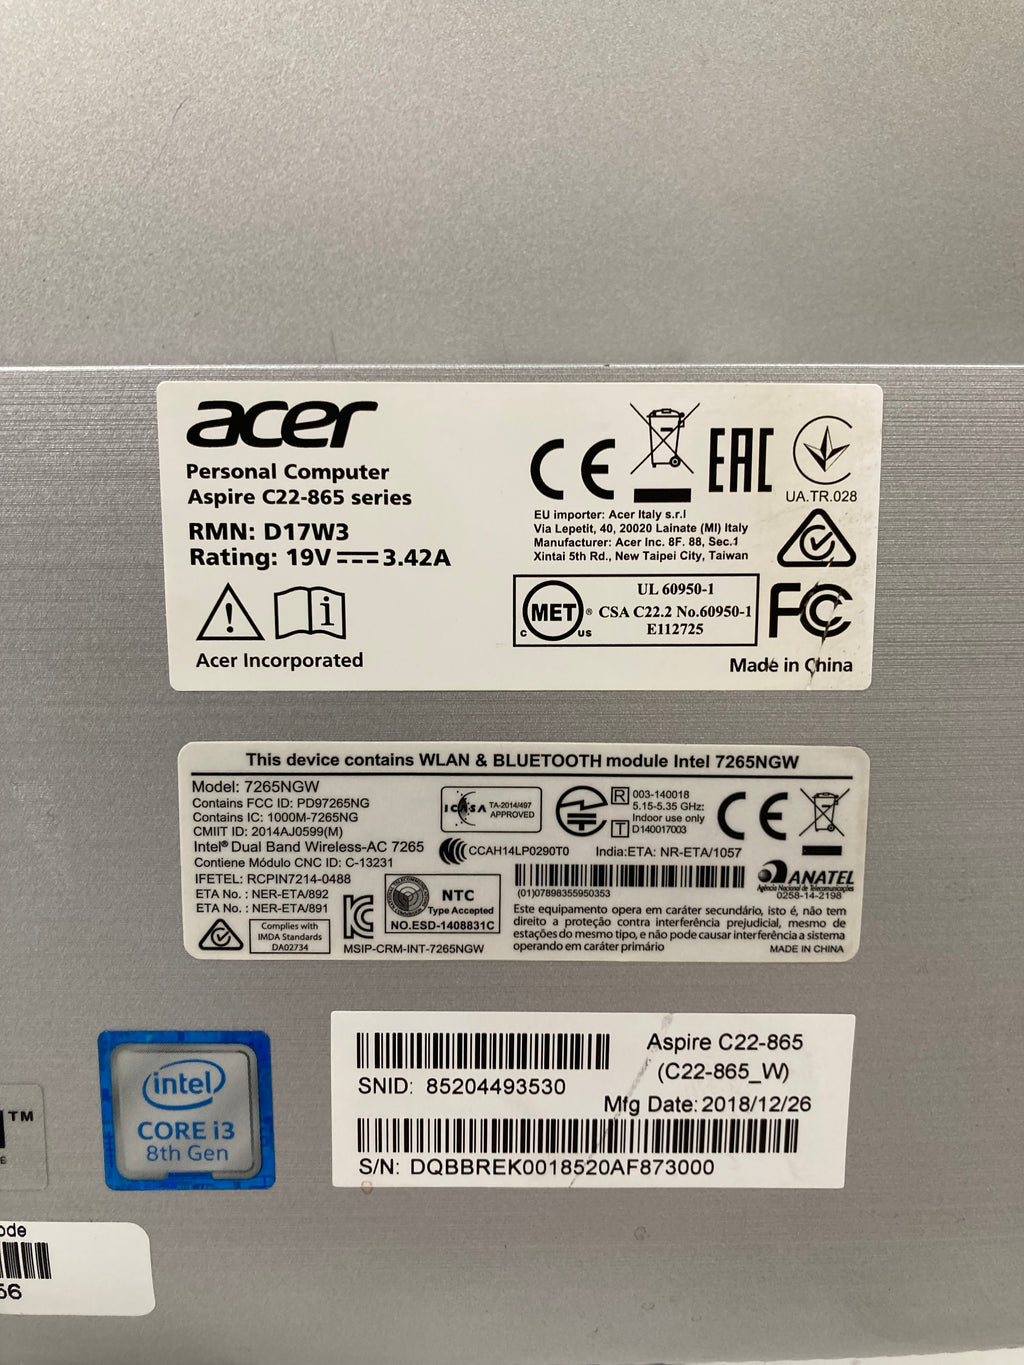 acer
Personal Computer
Aspire C22-865 series
RMN: D17W3
Rating: 19V 3.42A
Acer Incorporated
CE
EAC
UA.TR.028
EU importer: Acer Italy s.r.l
Via Lepetit, 40, 20020 Lainate (MI) Italy
Manufacturer: Acer Inc. 8F. 88, Sec.1
Xintai 5th Rd., New Taipei City, Taiwan
C MET US ®
UL 60950-1
CSA C22.2 No.60950-1
E112725
FC
Made in China
This device contains WLAN & BLUETOOTH module Intel 7265NGW
Model: 7265NGW
Contains FCC ID: PD97265NG
Contains IC: 1000M-7265NG
CMIIT ID: 2014AJ0599(M)
Intel® Dual Band Wireless-AC 7265
Contiene Módulo CNC ID: C-13231
IFETEL: RCPIN7214-0488
ETA No. : NER-ETA/892
ETA No. : NER-ETA/891
Complies with
IMDA Standards
DA02734
ICASA TA-2014/497
APPROVED
R 003-140018
5.15-5.35 GHz:
Indoor use only
T D140017003
CE
CCAH14LP0290T0
India:ETA: NR-ETA/1057
NTC
Type Accepted
NO.ESD-1408831C
MSIP-CRM-INT-7265NGW
(01)07898355950353
ANATEL
Agência Nacional de Telecomunicações
0258-14-2198
Este equipamento opera em caráter secundário, isto é, não tem
direito a proteção contra interferência prejudicial, mesmo de
estações do mesmo tipo, e não pode causar interferência a sistema
operando em caráter primário
MADE IN CHINA
intel
CORE i3
8th Gen
TM
Aspire C22-865
(C22-865_W)
SNID: 85204493530
Mfg Date: 2018/12/26
S/N: DQBBREK0018520AF873000
ode
56